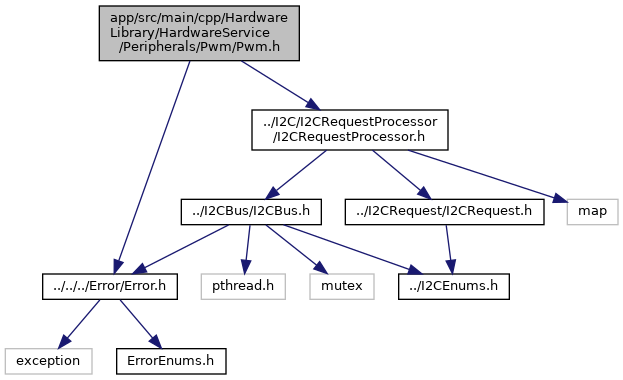 app/src/main/cpp/Hardware
Library/HardwareService
/Peripherals/Pwm/Pwm.h
../I2C/I2CRequestProcessor
/I2CRequestProcessor.h
../I2CBus/I2CBus.h
../I2CRequest/I2CRequest.h
map
../../../Error/Error.h
pthread.h
mutex
../I2CEnums.h
exception
ErrorEnums.h